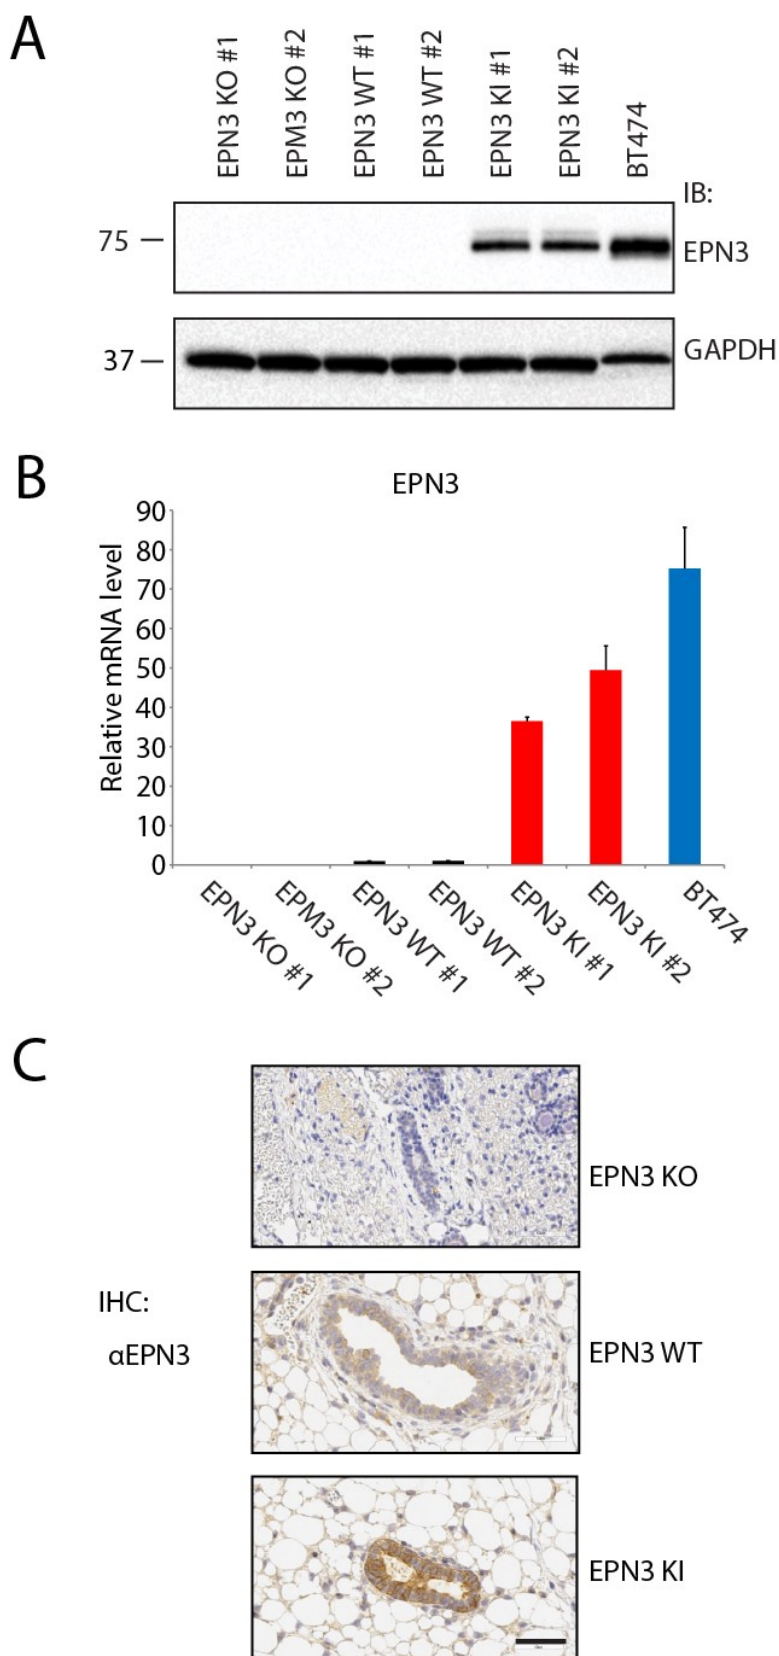 A
EPN3 KO #1
EPM3 KO #2
EPN3 WT #1
EPN3 WT #2
EPN3 KI #1
EPN3 KI #2
BT474
IB:
75
EPN3
37
GAPDH
B
EPN3
Relative mRNA level
90
80
70
60
50
40
30
20
10
0
EPN3 KO #1
EPM3 KO #2
EPN3 WT #1
EPN3 WT #2
EPN3 KI #1
EPN3 KI #2
BT474
C
EPN3 KO
IHC:
αEPN3
EPN3 WT
EPN3 KI